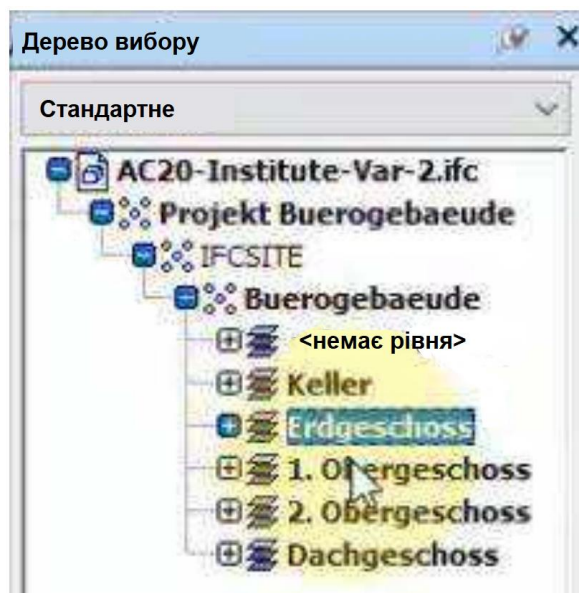 Дерево вибору
Стандартне
AC20-Institute-Var-2.ifc
Projekt Buerogebaeude
IFCSITE
Buerogebaeude
<немає рівня>
Keller
Erdgeschoss
1. Obergeschoss
2. Obergeschoss
Dachgeschoss